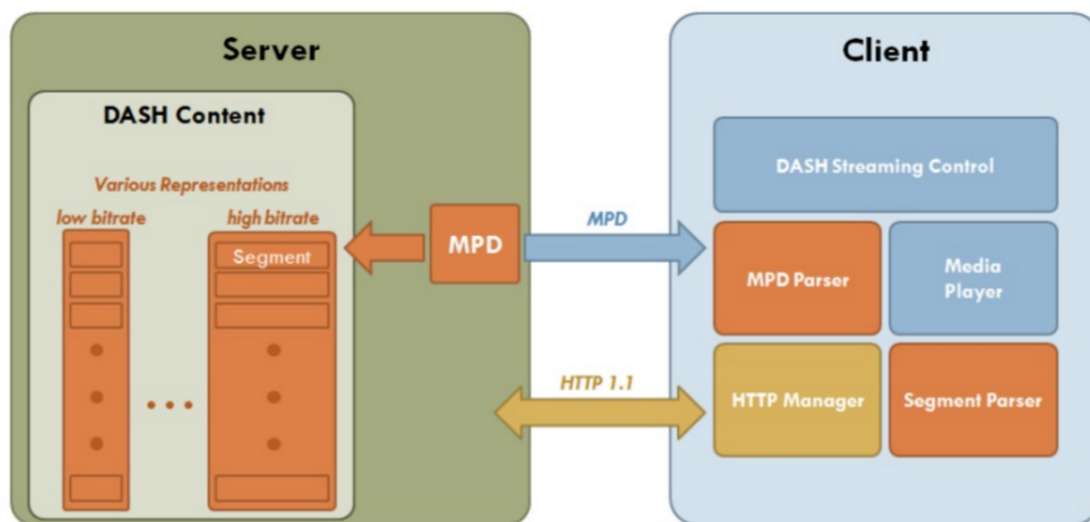 Server
DASH Content
Various Representations
low bitrate
high bitrate
Segment
MPD
MPD
HTTP 1.1
Client
DASH Streaming Control
MPD Parser
Media
Player
HTTP Manager
Segment Parser